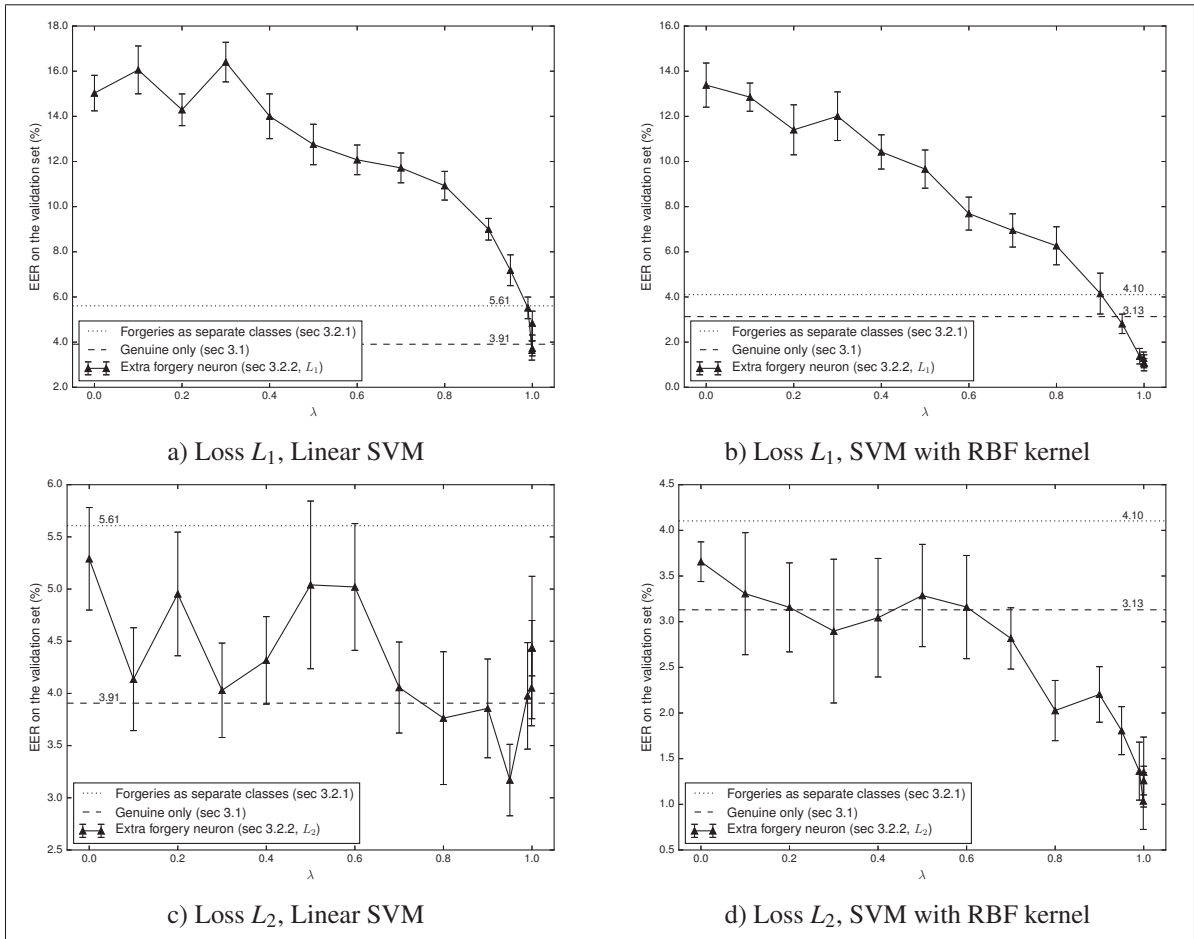 18.0
16.0
14.0
12.0
10.0
8.0
6.0
4.0
2.0
EER on the validation set (%)
5.61
3.91
Forgeries as separate classes (sec 3.2.1)
Genuine only (sec 3.1)
Extra forgery neuron (sec 3.2.2, L₁)
0.0 0.2 0.4 0.6 0.8 1.0
λ
a) Loss L₁, Linear SVM
16.0
14.0
12.0
10.0
8.0
6.0
4.0
2.0
0.0
EER on the validation set (%)
4.10
3.13
Forgeries as separate classes (sec 3.2.1)
Genuine only (sec 3.1)
Extra forgery neuron (sec 3.2.2, L₁)
0.0 0.2 0.4 0.6 0.8 1.0
λ
b) Loss L₁, SVM with RBF kernel
6.0
5.5
5.0
4.5
4.0
3.5
3.0
2.5
EER on the validation set (%)
5.61
3.91
Forgeries as separate classes (sec 3.2.1)
Genuine only (sec 3.1)
Extra forgery neuron (sec 3.2.2, L₂)
0.0 0.2 0.4 0.6 0.8 1.0
λ
c) Loss L₂, Linear SVM
4.5
4.0
3.5
3.0
2.5
2.0
1.5
1.0
0.5
EER on the validation set (%)
4.10
3.13
Forgeries as separate classes (sec 3.2.1)
Genuine only (sec 3.1)
Extra forgery neuron (sec 3.2.2, L₂)
0.0 0.2 0.4 0.6 0.8 1.0
λ
d) Loss L₂, SVM with RBF kernel